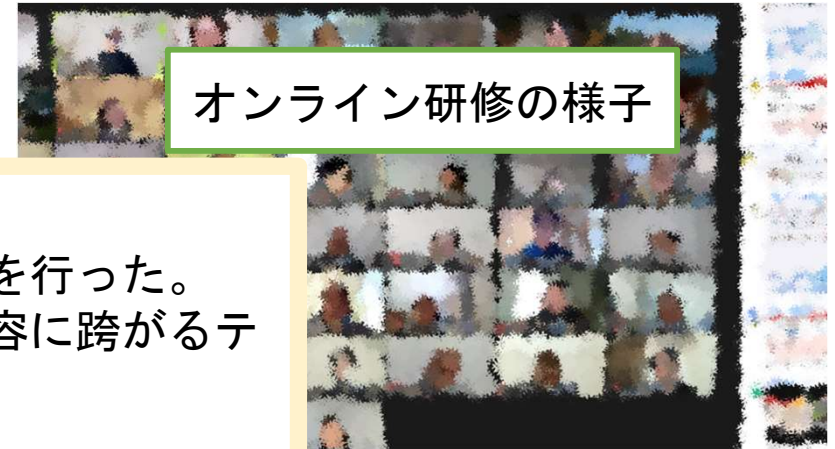 オンライン研修の様子
を行った。
容に跨がるテ